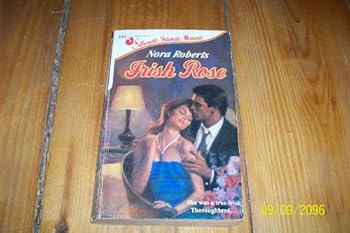 Silhouette Intimate Moments
Nora Roberts
Irish Rose
She was a true Irish
Thoroughbred....
09/09/2096